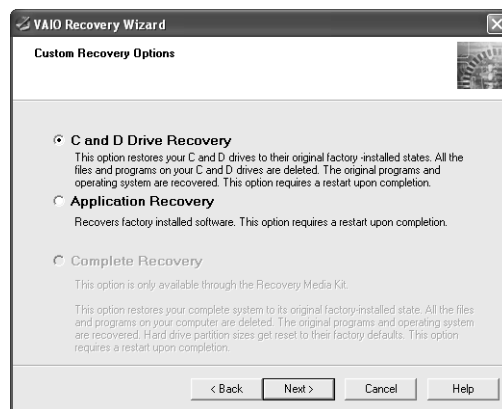 VAIO Recovery Wizard
Custom Recovery Options
C and D Drive Recovery
This option restores your C and D drives to their original factory -installed states. All the
files and programs on your C and D drives are deleted. The original programs and
operating system are recovered. This option requires a restart upon completion.
Application Recovery
Recovers factory installed software. This option requires a restart upon completion.
Complete Recovery
This option is only available through the Recovery Media Kit.
This option restores your complete system to its original factory-installed state. All the files
and programs on your computer are deleted. The original programs and operating system
are recovered. Hard drive partition sizes get reset to their factory defaults. This option
requires a restart upon completion.
< Back Next > Cancel Help